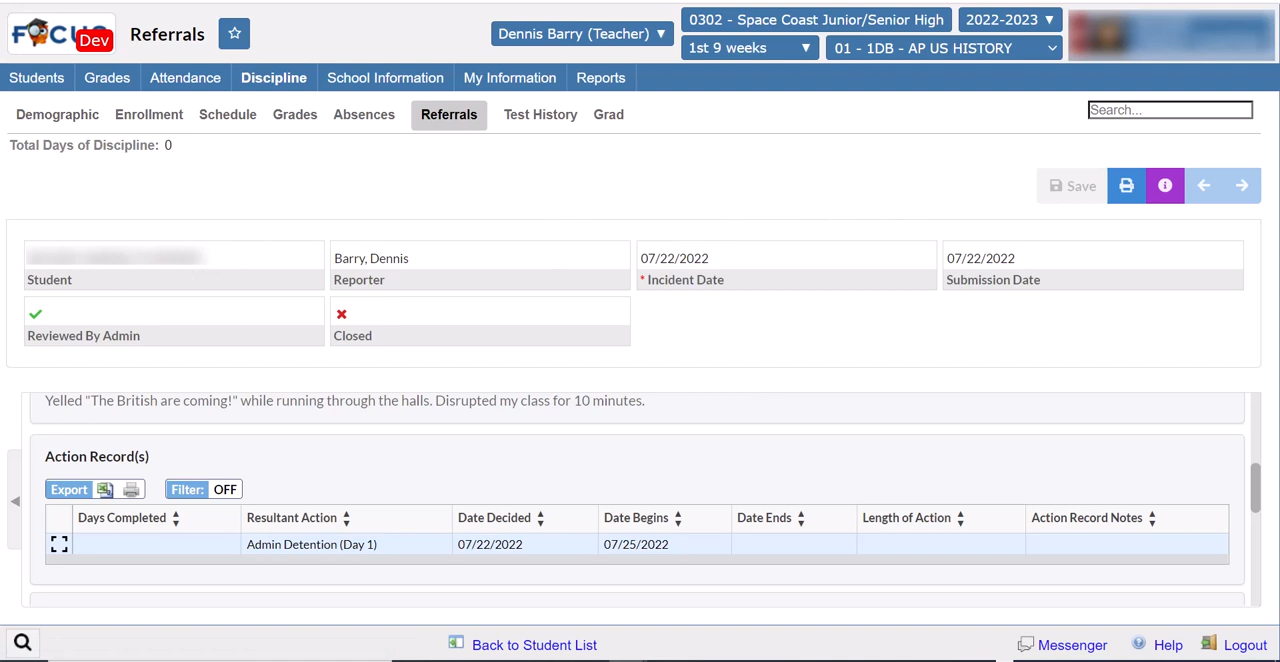 FOCUS Dev
Referrals
Dennis Barry (Teacher) ▼
0302 - Space Coast Junior/Senior High
2022-2023 ▼
1st 9 weeks ▼
01 - 1DB - AP US HISTORY
Students Grades Attendance Discipline School Information My Information Reports
Demographic Enrollment Schedule Grades Absences Referrals Test History Grad
Search...
Total Days of Discipline: 0
Save
Barry, Dennis 07/22/2022 07/22/2022
Student Reporter * Incident Date Submission Date
Reviewed By Admin Closed
Yelled "The British are coming!" while running through the halls. Disrupted my class for 10 minutes.
Action Record(s)
Export Filter: OFF
Days Completed Resultant Action Date Decided Date Begins Date Ends Length of Action Action Record Notes
Admin Detention (Day 1) 07/22/2022 07/25/2022
Back to Student List Messenger Help Logout